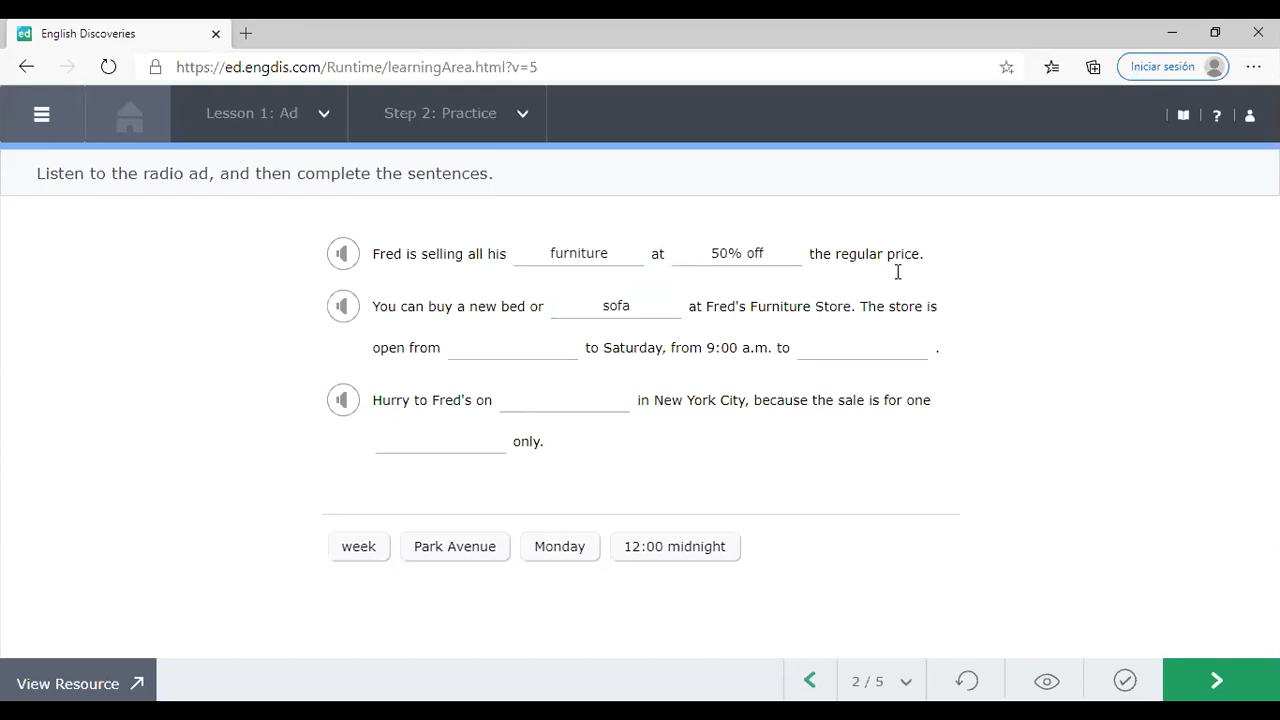 English Discoveries
https://ed.engdis.com/Runtime/learningArea.html?v=5
Iniciar sesión
Lesson 1: Ad
Step 2: Practice
?
Listen to the radio ad, and then complete the sentences.
Fred is selling all his furniture at 50% off the regular price.
You can buy a new bed or sofa at Fred's Furniture Store. The store is
open from to Saturday, from 9:00 a.m. to .
Hurry to Fred's on in New York City, because the sale is for one
only.
week Park Avenue Monday 12:00 midnight
View Resource
2 / 5